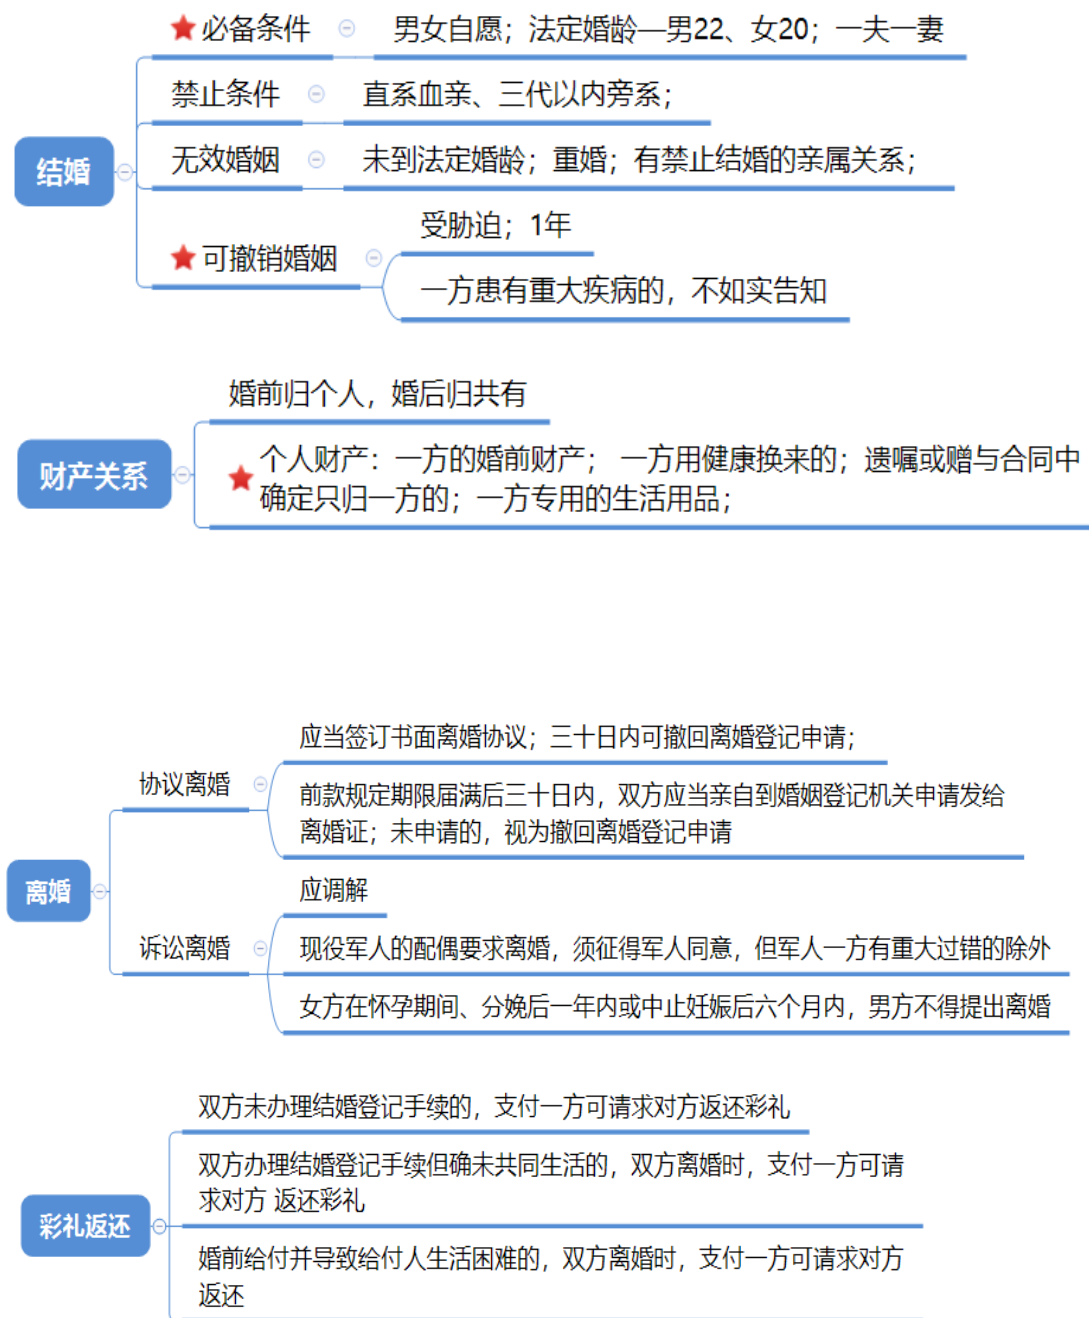 结婚
必备条件
男女自愿；法定婚龄—男22、女20；一夫一妻
禁止条件
直系血亲、三代以内旁系；
无效婚姻
未到法定婚龄；重婚；有禁止结婚的亲属关系；
可撤销婚姻
受胁迫；1年
一方患有重大疾病的，不如实告知
财产关系
婚前归个人，婚后归共有
个人财产：一方的婚前财产； 一方用健康换来的；遗嘱或赠与合同中
确定只归一方的；一方专用的生活用品；
离婚
协议离婚
应当签订书面离婚协议；三十日内可撤回离婚登记申请；
前款规定期限届满后三十日内，双方应当亲自到婚姻登记机关申请发给
离婚证；未申请的，视为撤回离婚登记申请
诉讼离婚
应调解
现役军人的配偶要求离婚，须征得军人同意，但军人一方有重大过错的除外
女方在怀孕期间、分娩后一年内或中止妊娠后六个月内，男方不得提出离婚
彩礼返还
双方未办理结婚登记手续的，支付一方可请求对方返还彩礼
双方办理结婚登记手续但确未共同生活的，双方离婚时，支付一方可请
求对方 返还彩礼
婚前给付并导致给付人生活困难的，双方离婚时，支付一方可请求对方
返还